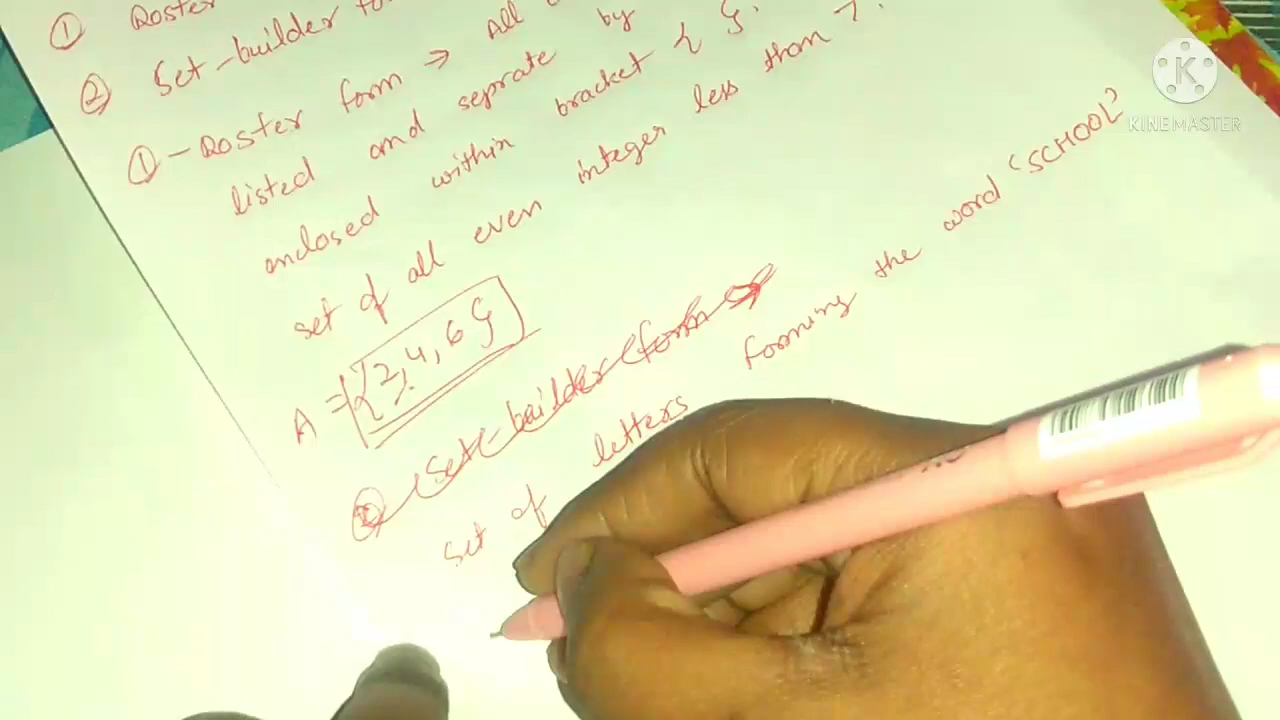 ① Roster
② Set-builder fo
① - Roster form → All
listed and seprate by
enclosed within bracket { }.
set of all even integer less than 7.
A = { 2, 4, 6 }
② Set-builder form →
set of letters forming the word 'SCHOOL'
KINEMASTER